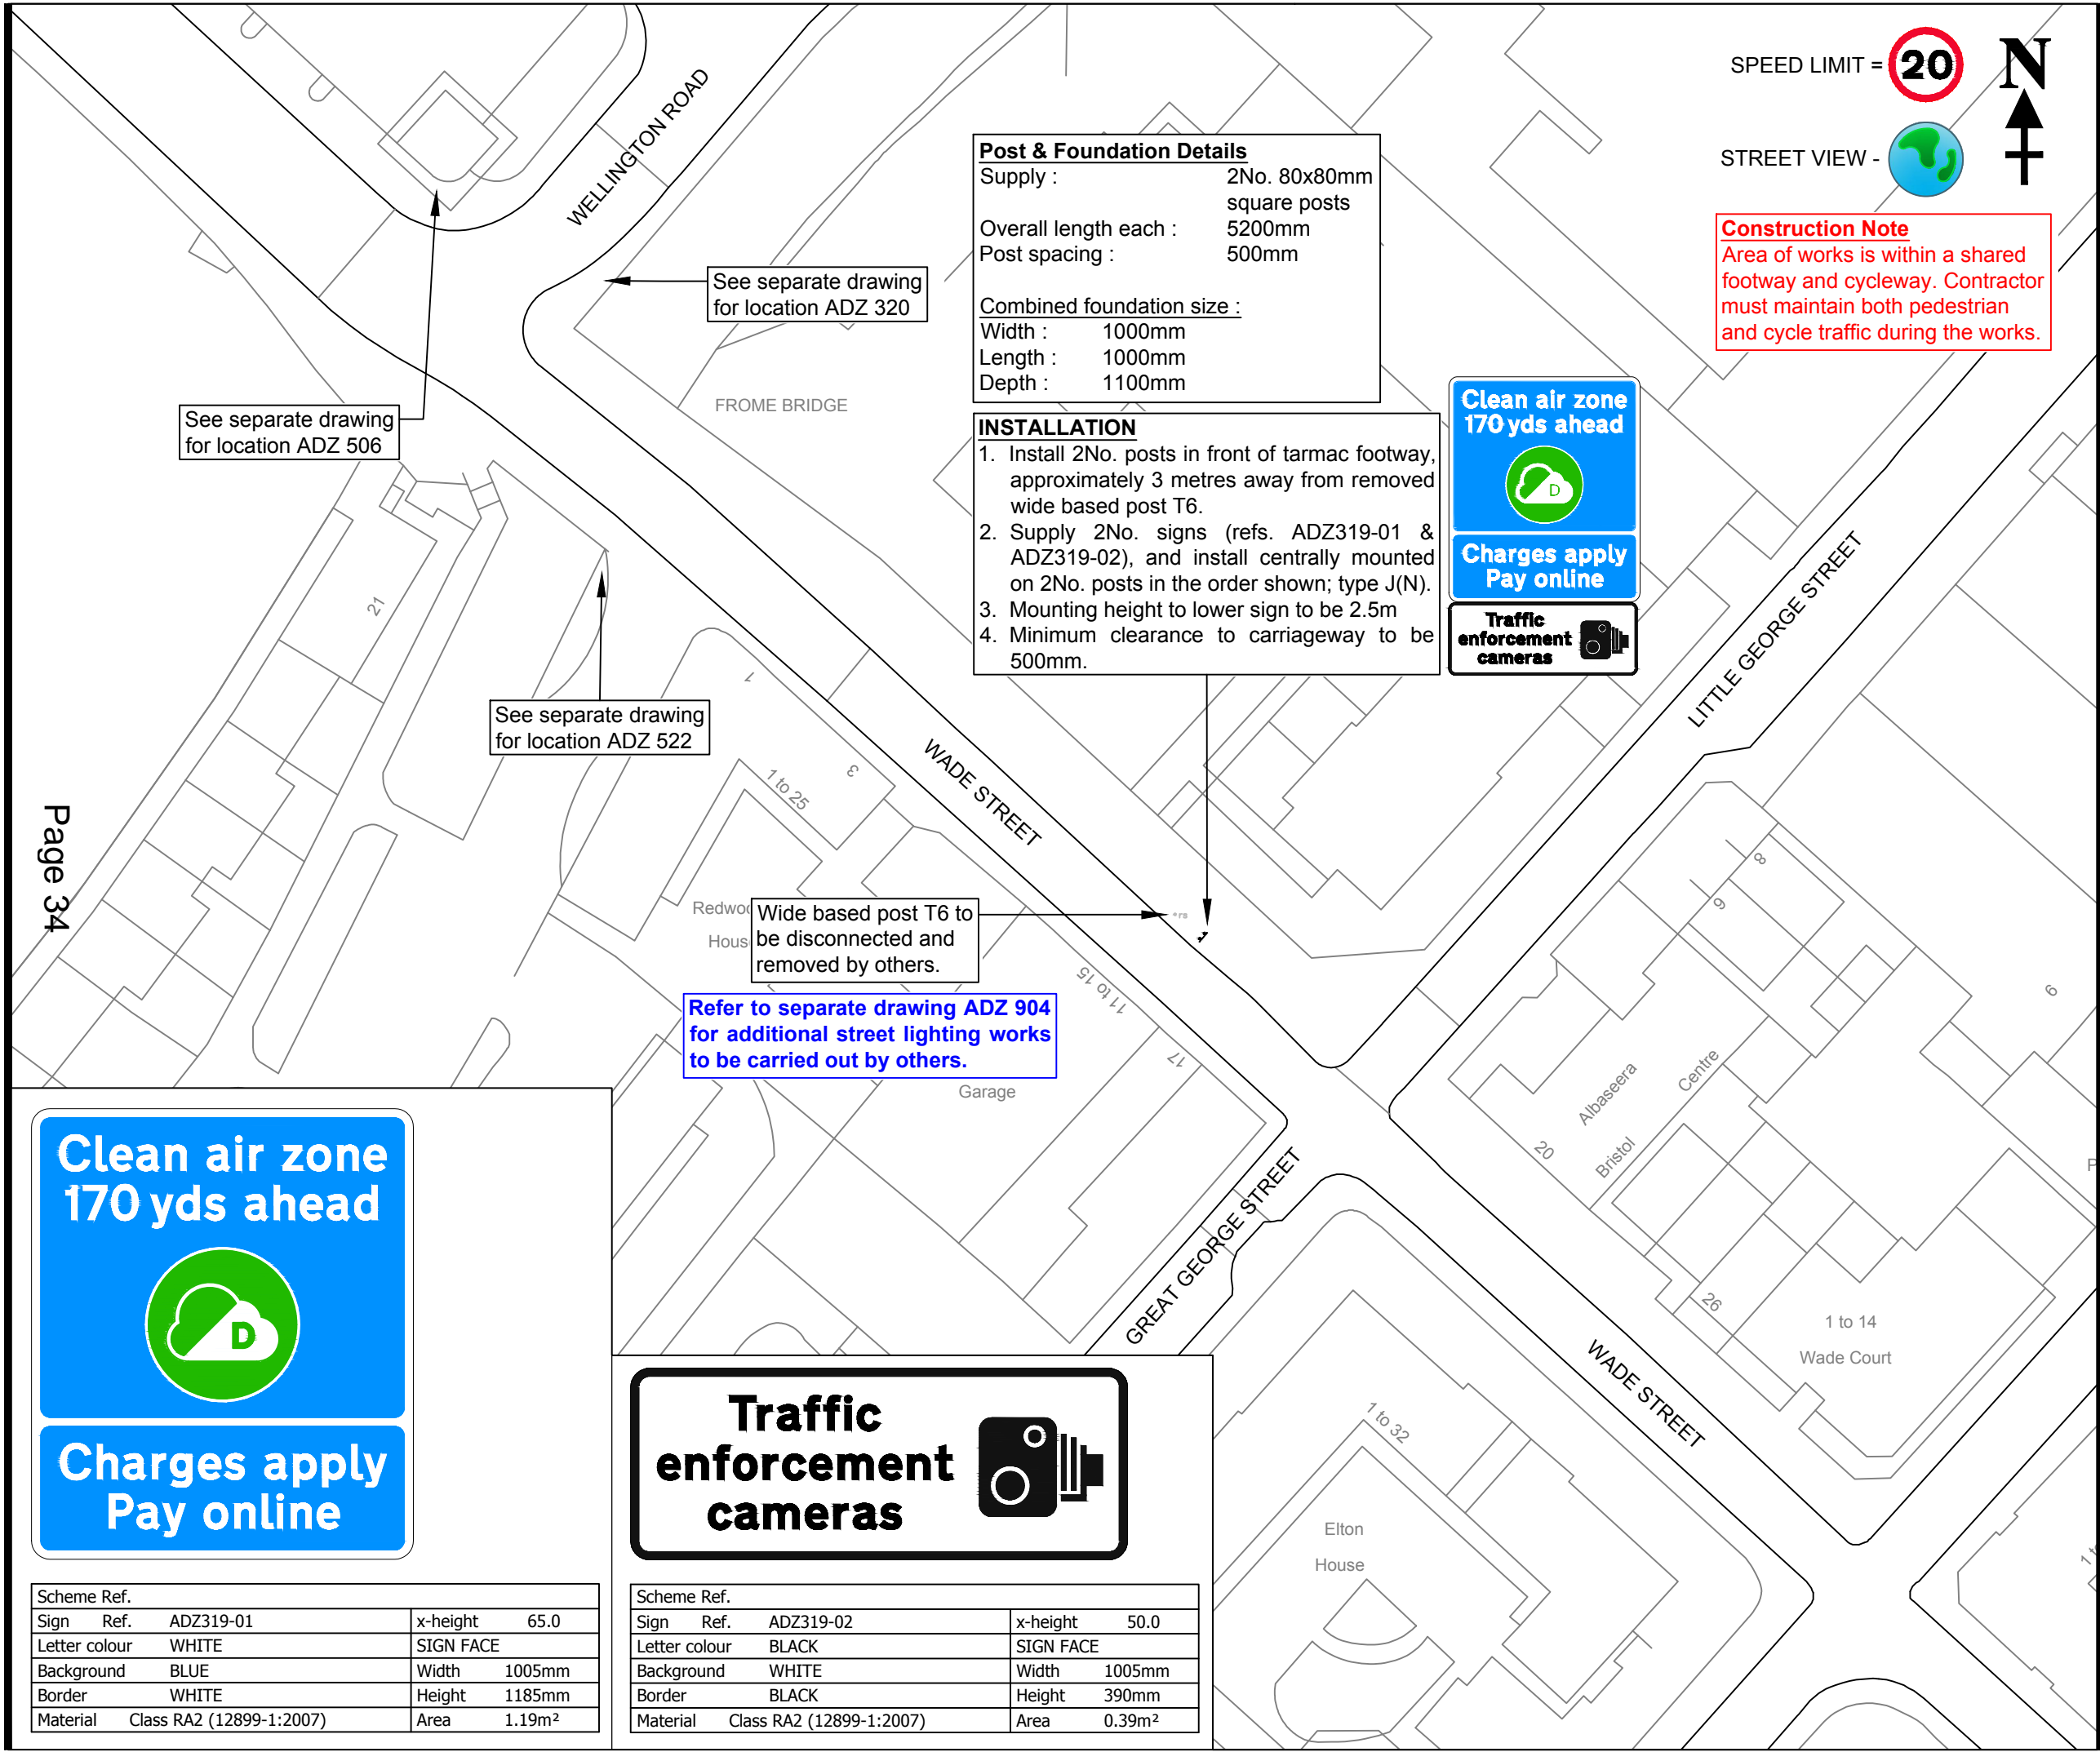 SPEED LIMIT = 20
N
STREET VIEW -
Construction Note
Area of works is within a shared
footway and cycleway. Contractor
must maintain both pedestrian
and cycle traffic during the works.
WELLINGTON ROAD
Post & Foundation Details
Supply : 2No. 80x80mm
square posts
Overall length each : 5200mm
Post spacing : 500mm
Combined foundation size :
Width : 1000mm
Length : 1000mm
Depth : 1100mm
See separate drawing
for location ADZ 320
FROME BRIDGE
See separate drawing
for location ADZ 506
INSTALLATION
1. Install 2No. posts in front of tarmac footway,
approximately 3 metres away from removed
wide based post T6.
2. Supply 2No. signs (refs. ADZ319-01 &
ADZ319-02), and install centrally mounted
on 2No. posts in the order shown; type J(N).
3. Mounting height to lower sign to be 2.5m
4. Minimum clearance to carriageway to be
500mm.
Clean air zone
170 yds ahead
D
Charges apply
Pay online
Traffic
enforcement
cameras
LITTLE GEORGE STREET
21
See separate drawing
for location ADZ 522
1
3
1 to 25
WADE STREET
Page 34
Wide based post T6 to
be disconnected and
removed by others.
Refer to separate drawing ADZ 904
for additional street lighting works
to be carried out by others.
11 to 15
17
Garage
8
9
6
Albaseera
Bristol Centre
20
26
1 to 14
Wade Court
GREAT GEORGE STREET
WADE STREET
1 to 32
Elton
House
Clean air zone
170 yds ahead
D
Charges apply
Pay online
Scheme Ref.
Sign Ref. ADZ319-01 x-height 65.0
Letter colour WHITE SIGN FACE
Background BLUE Width 1005mm
Border WHITE Height 1185mm
Material Class RA2 (12899-1:2007) Area 1.19m²
Traffic
enforcement
cameras
Scheme Ref.
Sign Ref. ADZ319-02 x-height 50.0
Letter colour BLACK SIGN FACE
Background WHITE Width 1005mm
Border BLACK Height 390mm
Material Class RA2 (12899-1:2007) Area 0.39m²